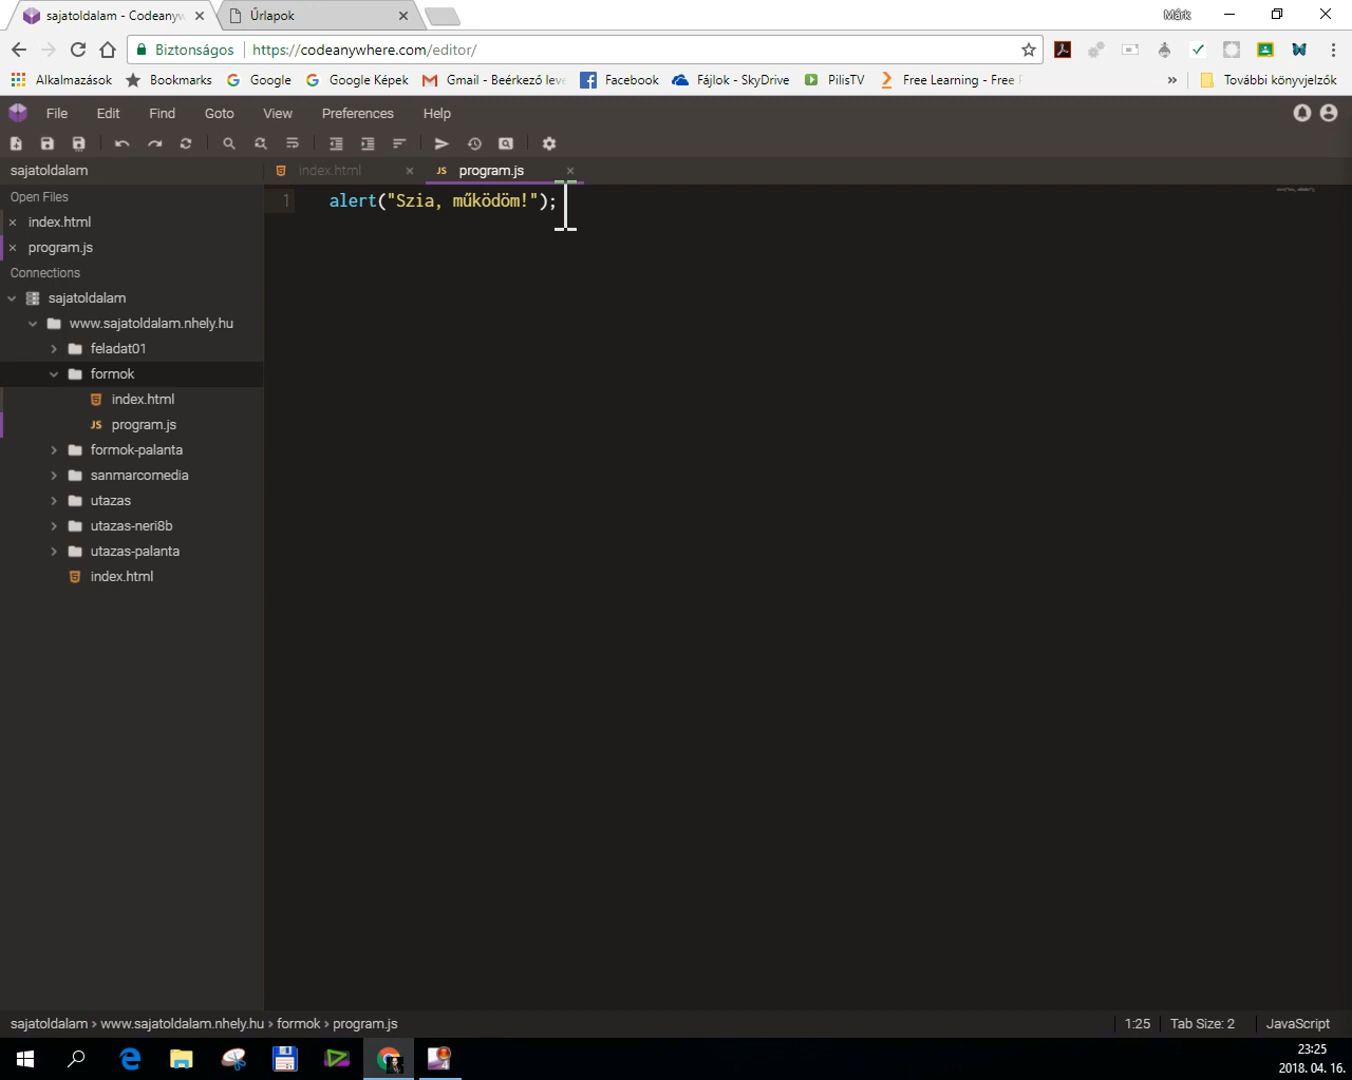 sajatoldalam - Codeanyw
Űrlapok
Márk
Biztonságos
https://codeanywhere.com/editor/
Alkalmazások
Bookmarks
Google
Google Képek
Gmail - Beérkező leve
Facebook
Fájlok - SkyDrive
PilisTV
Free Learning - Free
»
További könyvjelzők
File
Edit
Find
Goto
View
Preferences
Help
sajatoldalam
index.html
JS program.js
Open Files
index.html
program.js
Connections
sajatoldalam
www.sajatoldalam.nhely.hu
feladat01
formok
index.html
JS program.js
formok-palanta
sanmarcomedia
utazas
utazas-neri8b
utazas-palanta
index.html
1 alert("Szia, működöm!");
sajatoldalam › www.sajatoldalam.nhely.hu › formok › program.js
1:25
Tab Size: 2
JavaScript
23:25
2018. 04. 16.